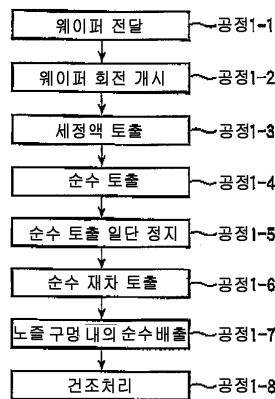 웨이퍼 전달 공정1-1
웨이퍼 회전 개시 공정1-2
세정액 토출 공정1-3
순수 토출 공정1-4
순수 토출 일단 정지 공정1-5
순수 재차 토출 공정1-6
노즐 구멍 내의 순수배출 공정1-7
건조처리 공정1-8